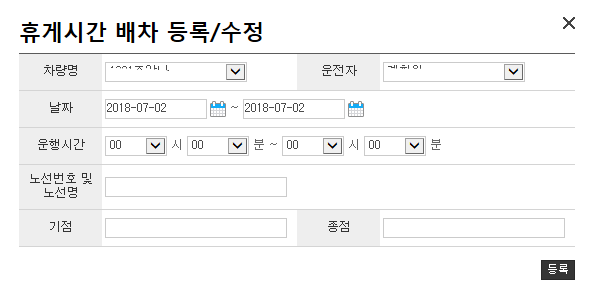 휴게시간 배차 등록/수정
차량명 운전자
날짜 2018-07-02 ~ 2018-07-02
운행시간 00 시 00 분 ~ 00 시 00 분
노선번호 및
노선명
기점 종점
등록